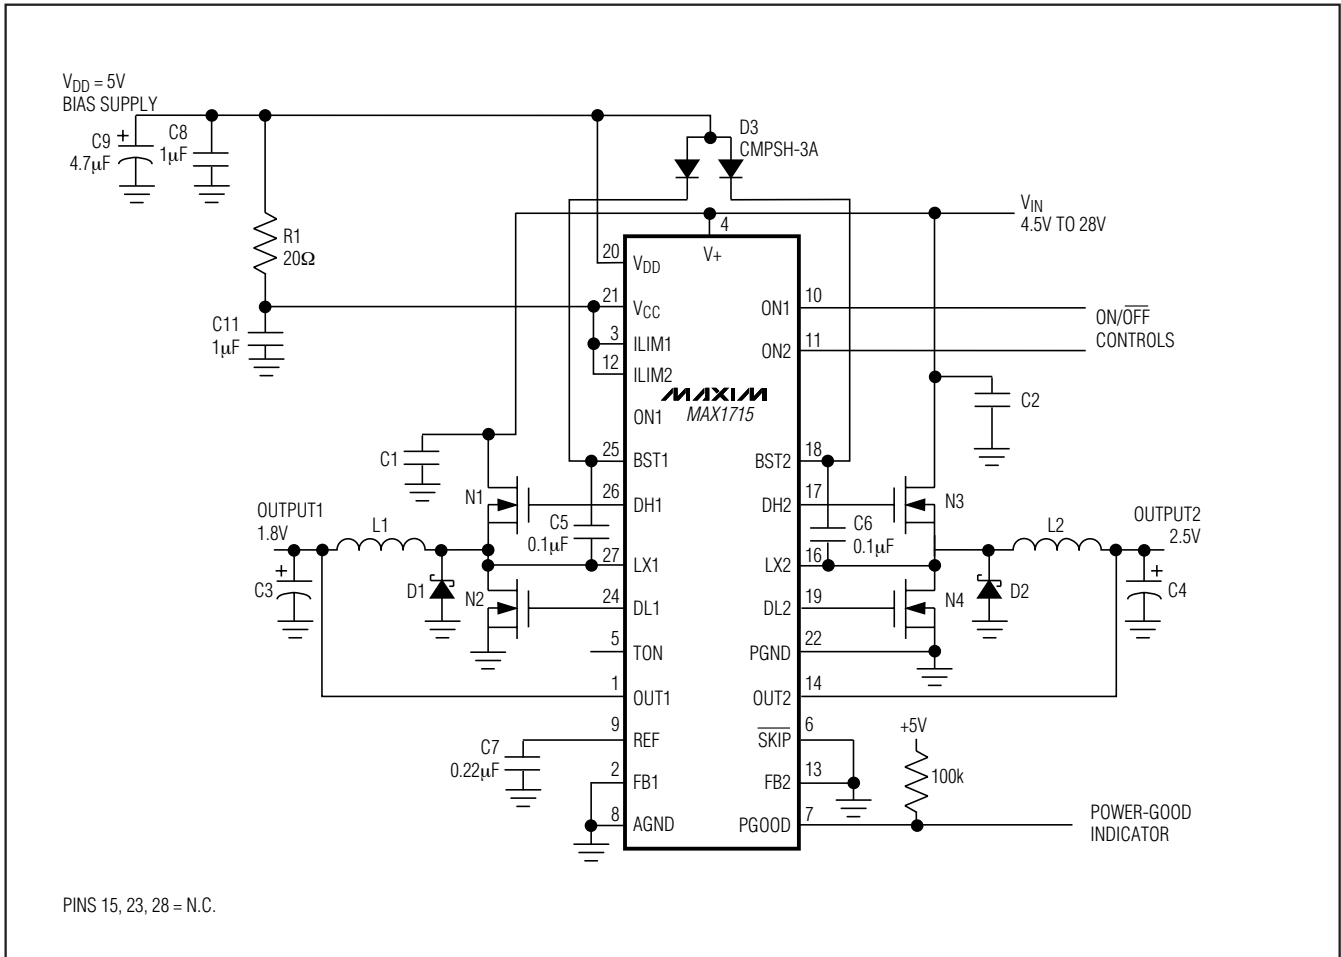 V_DD = 5V
BIAS SUPPLY
C9
4.7μF
+
C8
1μF
D3
CMPSH-3A
V_IN
4.5V TO 28V
R1
20Ω
C11
1μF
4
V+
20
V_DD
21
V_CC
3
ILIM1
12
ILIM2
MAXIM
MAX1715
ON1
10
ON1
11
ON2
ON/O̅F̅F̅
CONTROLS
C2
C1
25
BST1
18
BST2
N1
26
DH1
17
DH2
N3
C5
0.1μF
C6
0.1μF
OUTPUT1
1.8V
L1
L2
OUTPUT2
2.5V
27
LX1
16
LX2
+
C3
D1
N2
24
DL1
19
DL2
N4
D2
+
C4
5
TON
22
PGND
1
OUT1
14
OUT2
9
REF
C7
0.22μF
6
S̅K̅I̅P̅
+5V
100k
2
FB1
13
FB2
8
AGND
7
PGOOD
POWER-GOOD
INDICATOR
PINS 15, 23, 28 = N.C.